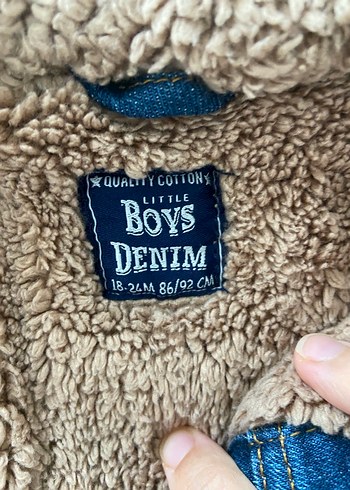 ★QUALITY COTTON★
LITTLE
BOYS
DENIM
18-24M 86/92 CM